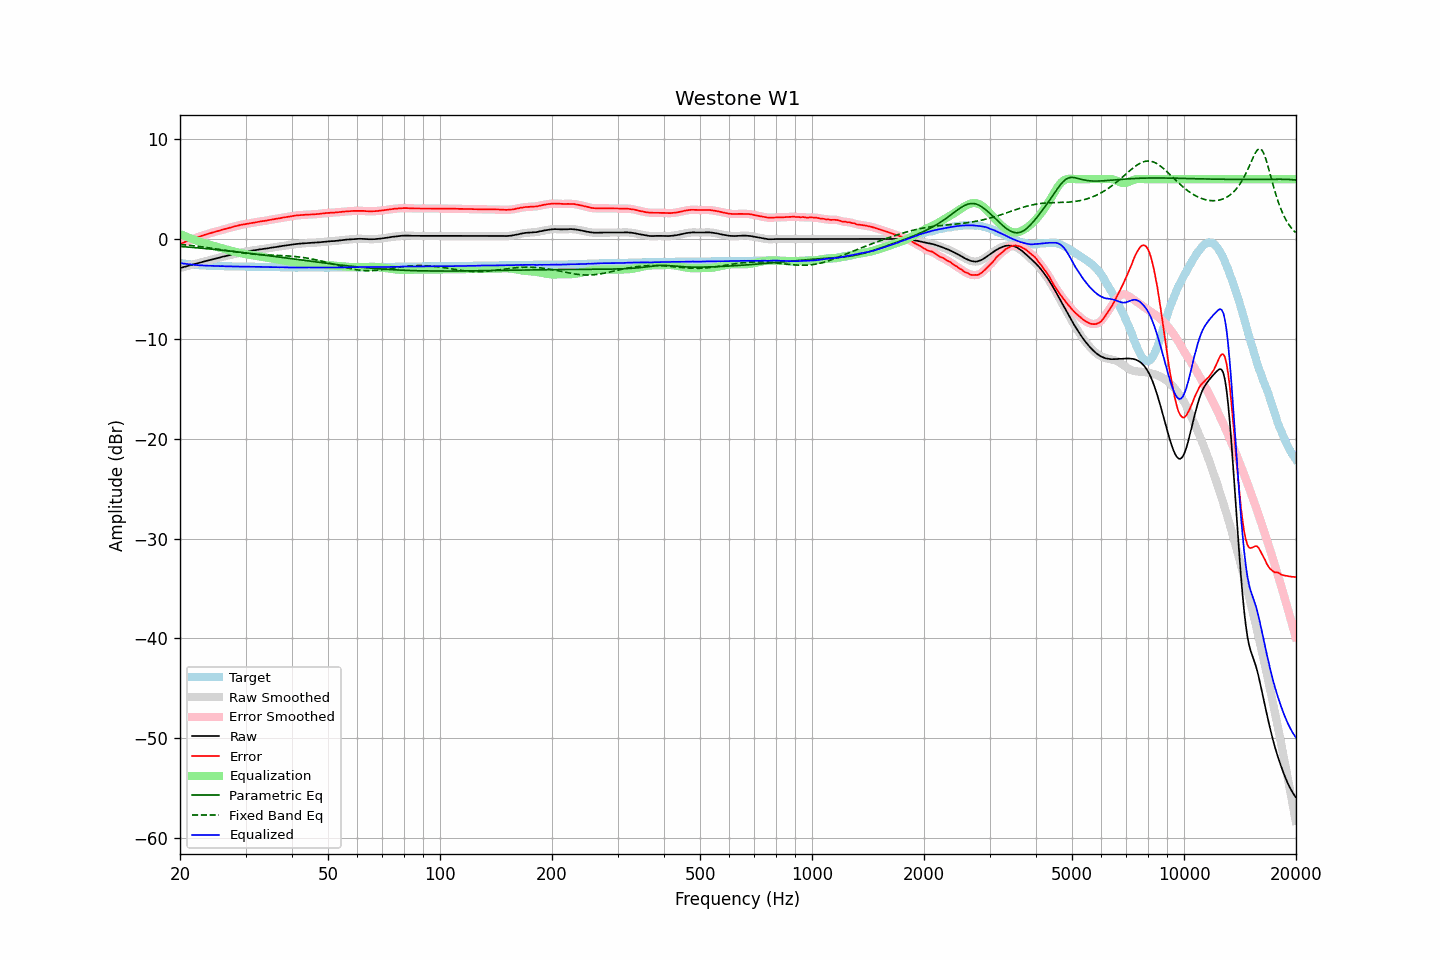 Westone W1
10
0
−10
−20
−30
−40
−50
−60
Amplitude (dBr)
Target
Raw Smoothed
Error Smoothed
Raw
Error
Equalization
Parametric Eq
Fixed Band Eq
Equalized
20 50 100 200 500 1000 2000 5000 10000 20000
Frequency (Hz)